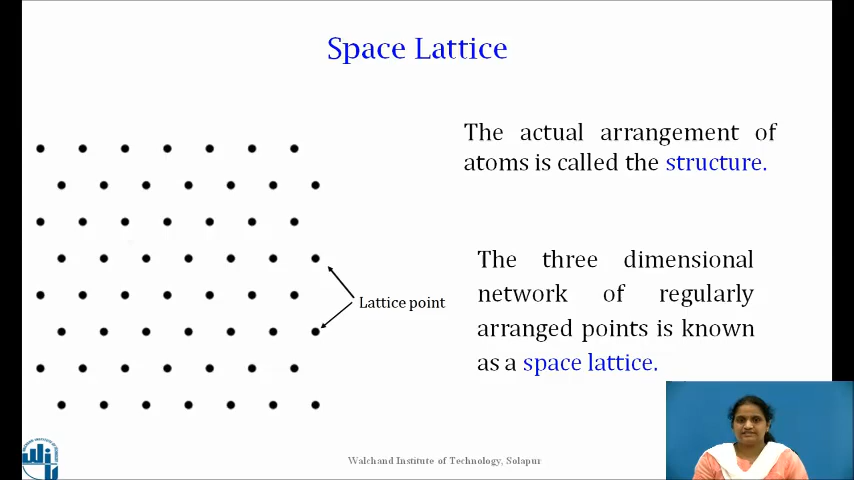 Space Lattice
The actual arrangement of
atoms is called the structure.
The three dimensional
network of regularly
arranged points is known
as a space lattice.
Lattice point
Walchand Institute of Technology, Solapur